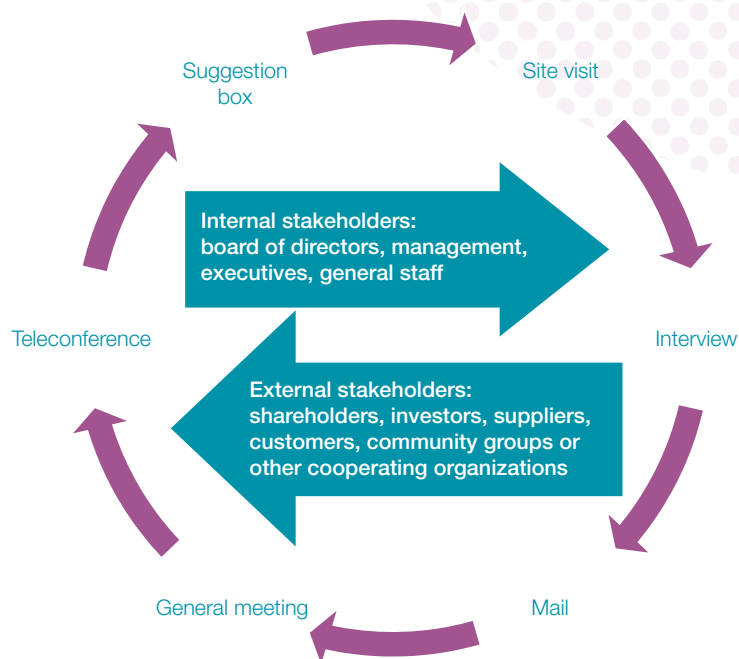 Suggestion
box
Site visit
Internal stakeholders:
board of directors, management,
executives, general staff
Teleconference
Interview
External stakeholders:
shareholders, investors, suppliers,
customers, community groups or
other cooperating organizations
General meeting
Mail